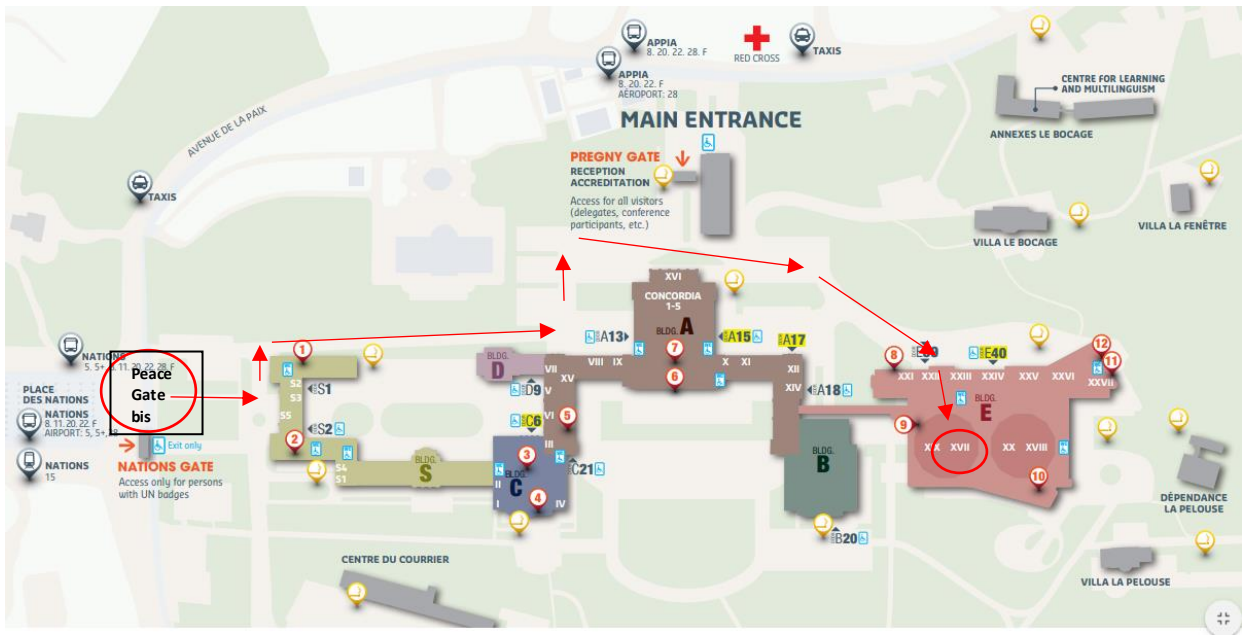 APPIA
8. 20. 22. 28. F
APPIA
8. 20. 22. F
AÉROPORT: 28
RED CROSS
TAXIS
CENTRE FOR LEARNING
AND MULTILINGUISM
ANNEXES LE BOCAGE
MAIN ENTRANCE
PREGNY GATE
RECEPTION
ACCREDITATION
Access for all visitors
(delegates, conference
participants, etc.)
AVENUE DE LA PAIX
TAXIS
VILLA LE BOCAGE
VILLA LA FENÊTRE
XVI
CONCORDIA
1-5
BLDG. A
A13
A15
A17
VIII IX
7
X XI
6
XII
XIV
A18
NATIONS
Peace
Gate
bis
PLACE
DES NATIONS
NATIONS
8. 11. 20. 22. F
AIRPORT: 5, 5+, 28
NATIONS
15
Exit only
NATIONS GATE
Access only for persons
with UN badges
1
S2
S3
S5
S1
S2
2
S4
S1
BLDG.
S
BLDG.
D
VII
XV
V
D9
VI
5
C6
III
3
BLDG.
C
C21
II
4
I
IV
BLDG.
B
B20
8
E40
12
11
XXI XXII XXIII XXIV XXV XXVI
XXVII
BLDG.
E
9
XVII XX XVIII
10
DÉPENDANCE
LA PELOUSE
VILLA LA PELOUSE
CENTRE DU COURRIER